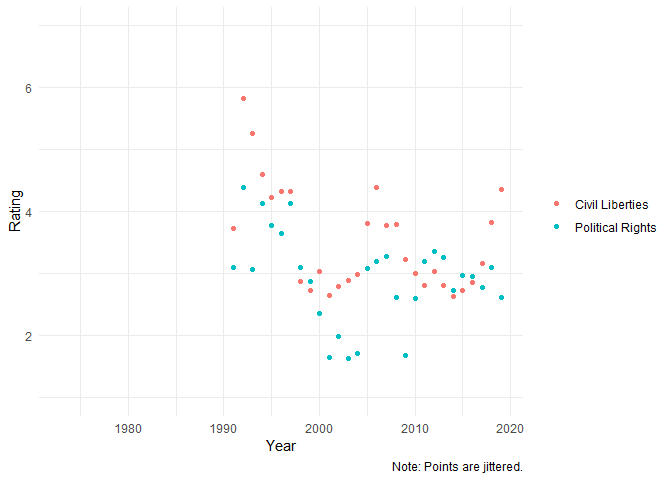 6
4
2
Rating
1980 1990 2000 2010 2020
Year
Civil Liberties
Political Rights
Note: Points are jittered.